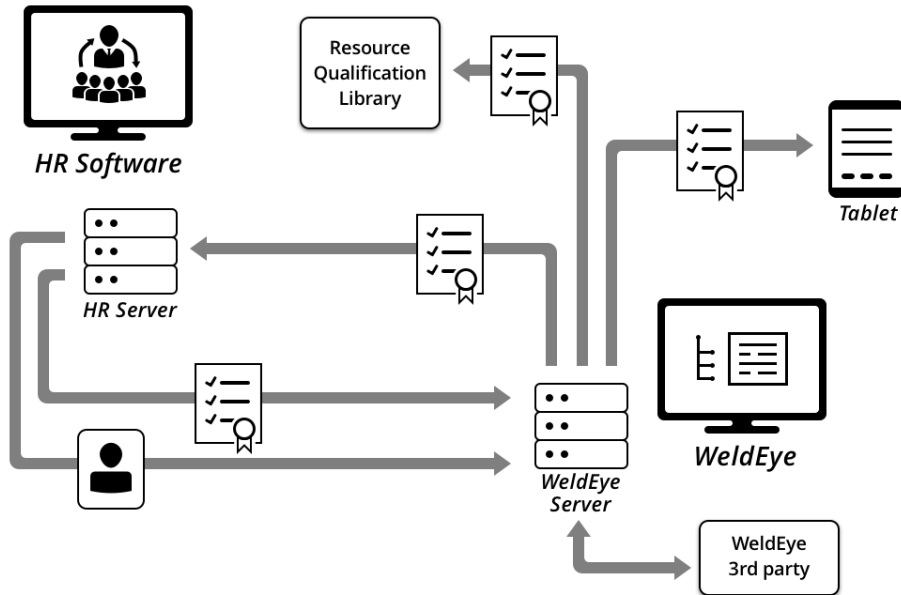 Resource
Qualification
Library
HR Software
Tablet
HR Server
WeldEye
WeldEye
Server
WeldEye
3rd party